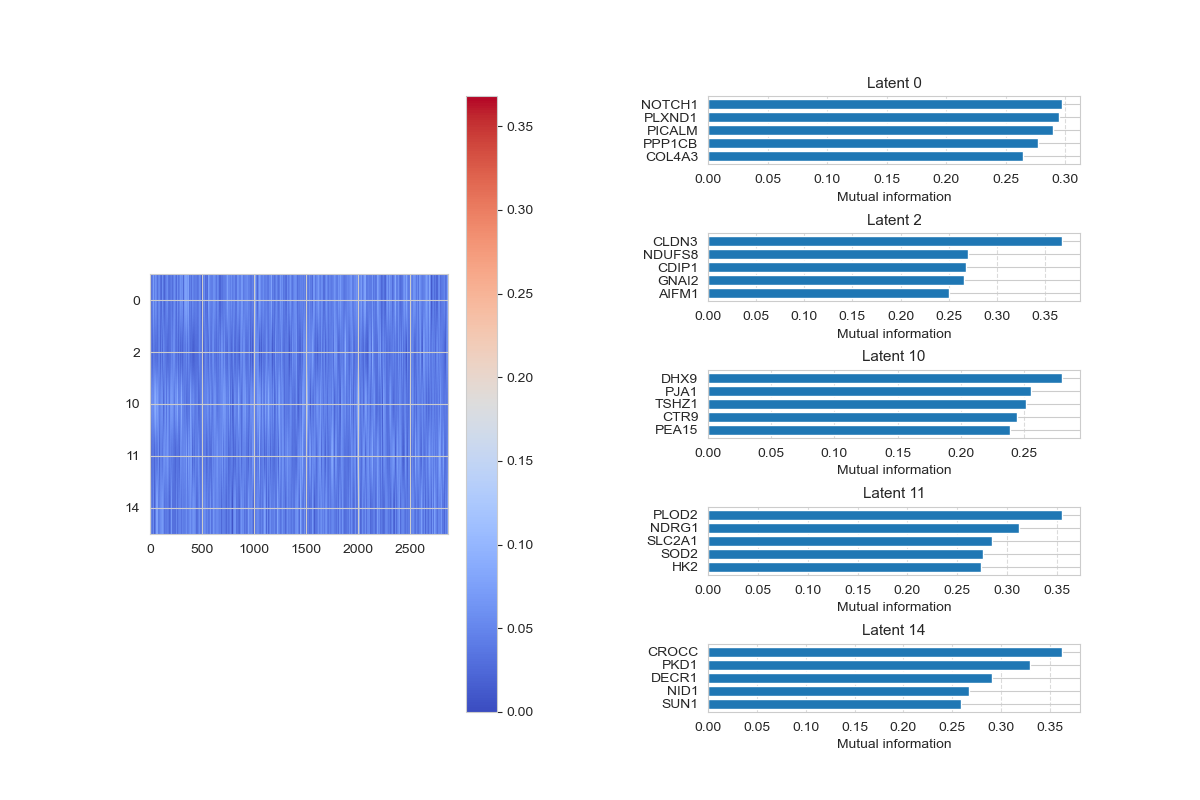 0
2
10
11
14
0 500 1000 1500 2000 2500
0.35
0.30
0.25
0.20
0.15
0.10
0.05
0.00
Latent 0
NOTCH1
PLXND1
PICALM
PPP1CB
COL4A3
0.00 0.05 0.10 0.15 0.20 0.25 0.30
Mutual information
Latent 2
CLDN3
NDUFS8
CDIP1
GNAI2
AIFM1
0.00 0.05 0.10 0.15 0.20 0.25 0.30 0.35
Mutual information
Latent 10
DHX9
PJA1
TSHZ1
CTR9
PEA15
0.00 0.05 0.10 0.15 0.20 0.25
Mutual information
Latent 11
PLOD2
NDRG1
SLC2A1
SOD2
HK2
0.00 0.05 0.10 0.15 0.20 0.25 0.30 0.35
Mutual information
Latent 14
CROCC
PKD1
DECR1
NID1
SUN1
0.00 0.05 0.10 0.15 0.20 0.25 0.30 0.35
Mutual information